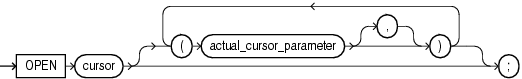 ,
( actual_cursor_parameter )
OPEN cursor ;